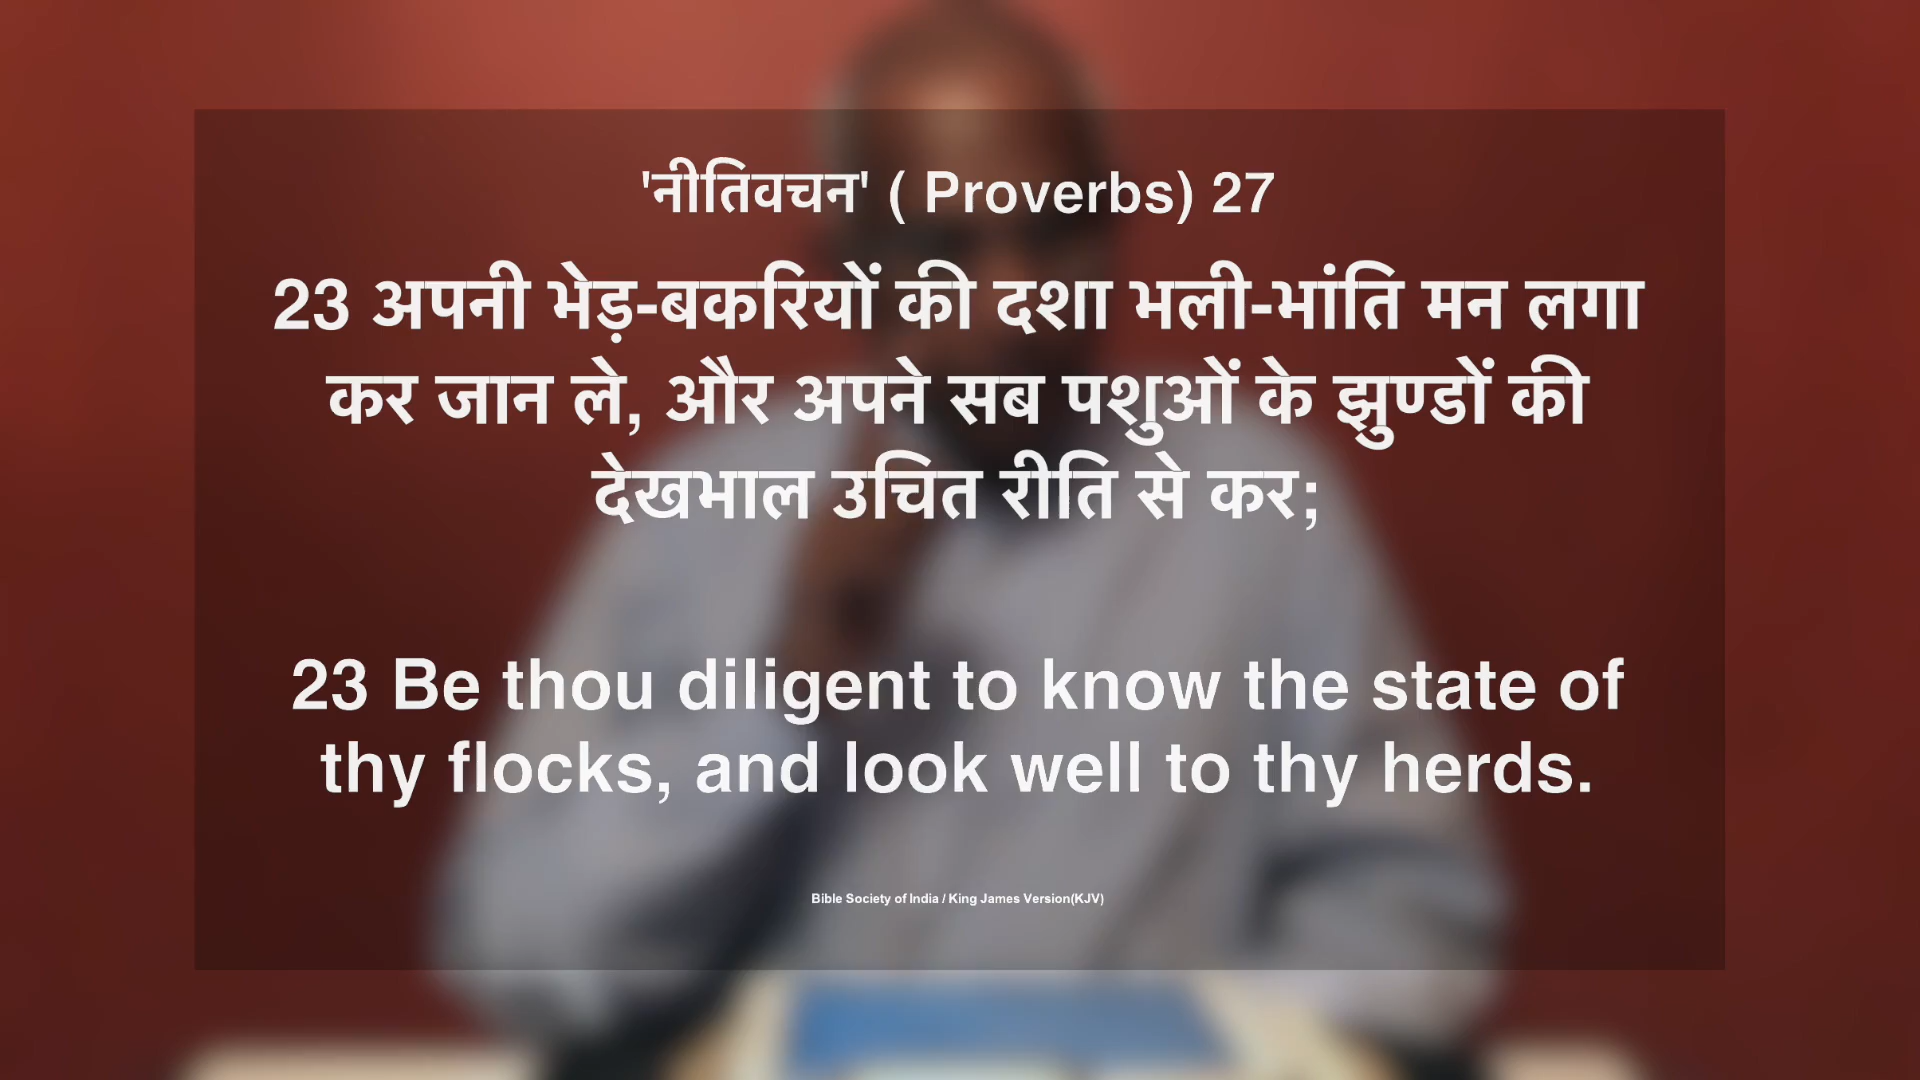 'नीतिवचन' ( Proverbs) 27
23 अपनी भेड़-बकरियों की दशा भली-भांति मन लगा
कर जान ले, और अपने सब पशुओं के झुण्डों की
देखभाल उचित रीति से कर;
23 Be thou diligent to know the state of
thy flocks, and look well to thy herds.
Bible Society of India / King James Version(KJV)